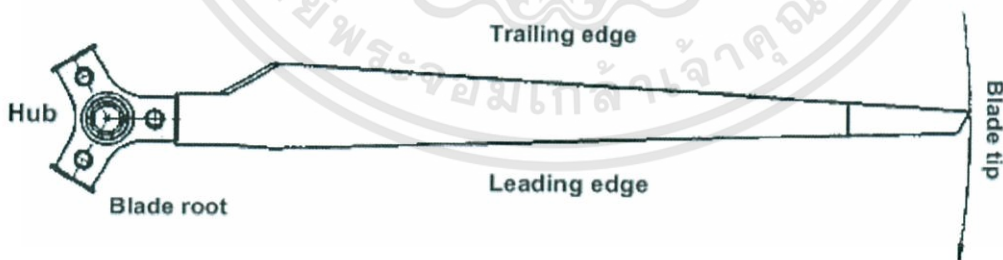 Trailing edge
Hub
Blade tip
Leading edge
Blade root